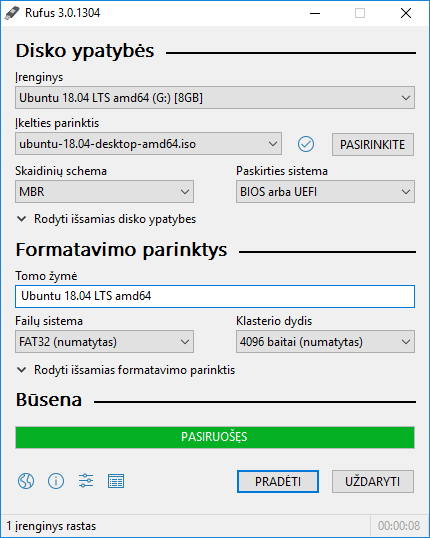 Rufus 3.0.1304
Disko ypatybės
Įrenginys
Ubuntu 18.04 LTS amd64 (G:) [8GB]
Įkelties parinktis
ubuntu-18.04-desktop-amd64.iso
PASIRINKITE
Skaidinių schema Paskirties sistema
MBR BIOS arba UEFI
Rodyti išsamias disko ypatybes
Formatavimo parinktys
Tomo žymė
Ubuntu 18.04 LTS amd64
Failų sistema Klasterio dydis
FAT32 (numatytas) 4096 baitai (numatytas)
Rodyti išsamias formatavimo parinktis
Būsena
PASIRUOŠĘS
PRADĖTI UŽDARYTI
1 įrenginys rastas 00:00:08